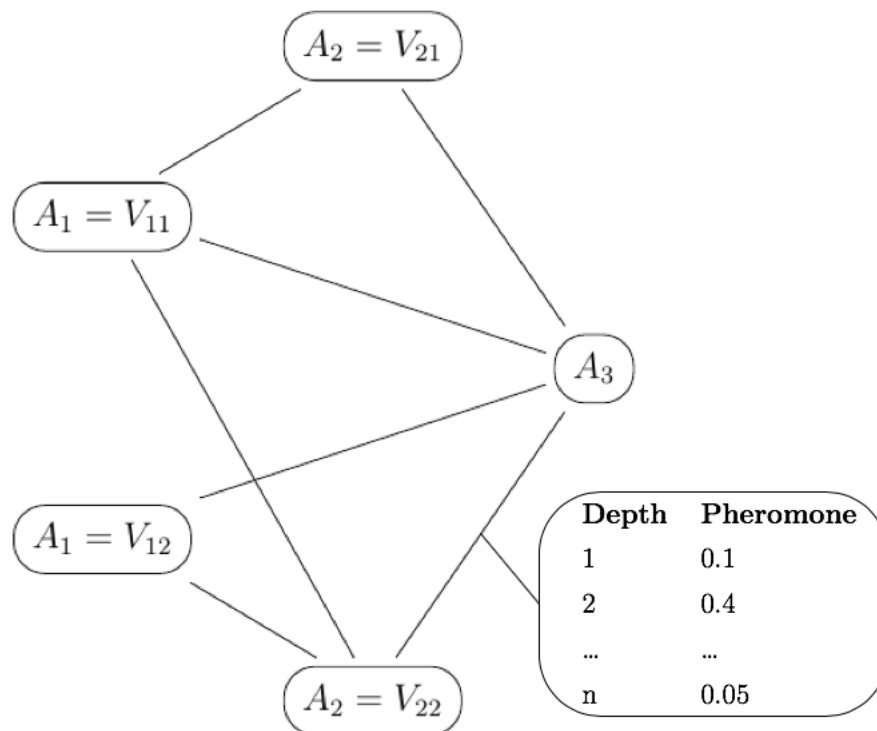 A₂ = V₂₁
A₁ = V₁₁
A₃
A₁ = V₁₂
A₂ = V₂₂
Depth Pheromone
1 0.1
2 0.4
... ...
n 0.05